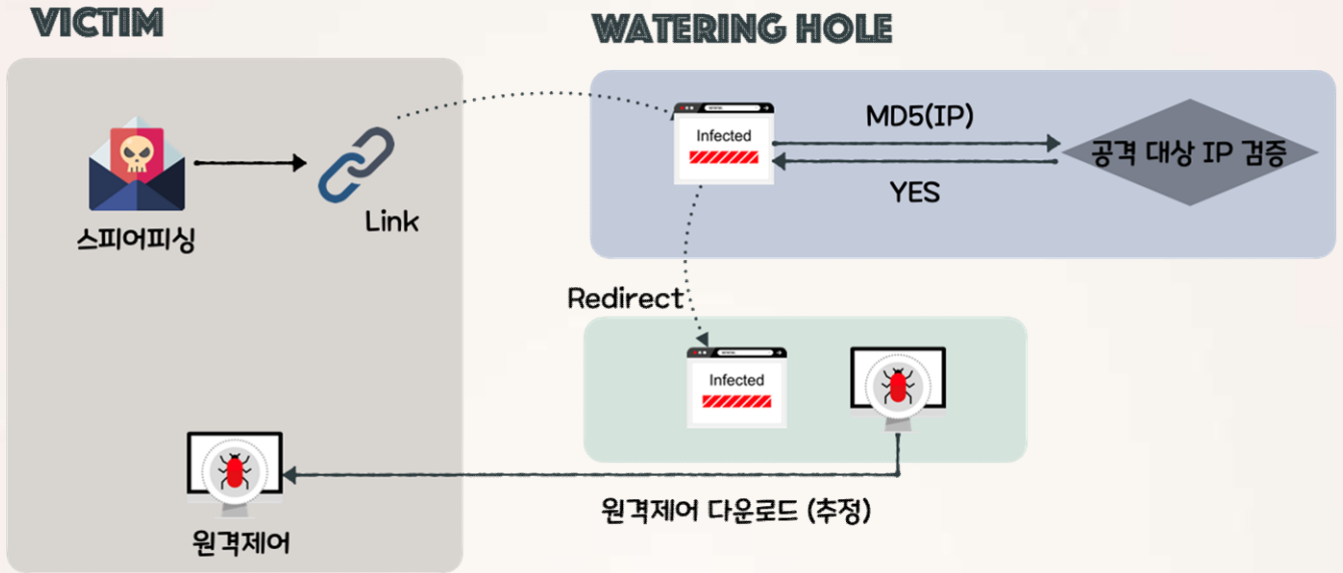 VICTIM
WATERING HOLE
Infected
MD5(IP)
YES
공격 대상 IP 검증
Link
스피어피싱
Redirect
Infected
원격제어 다운로드 (추정)
원격제어